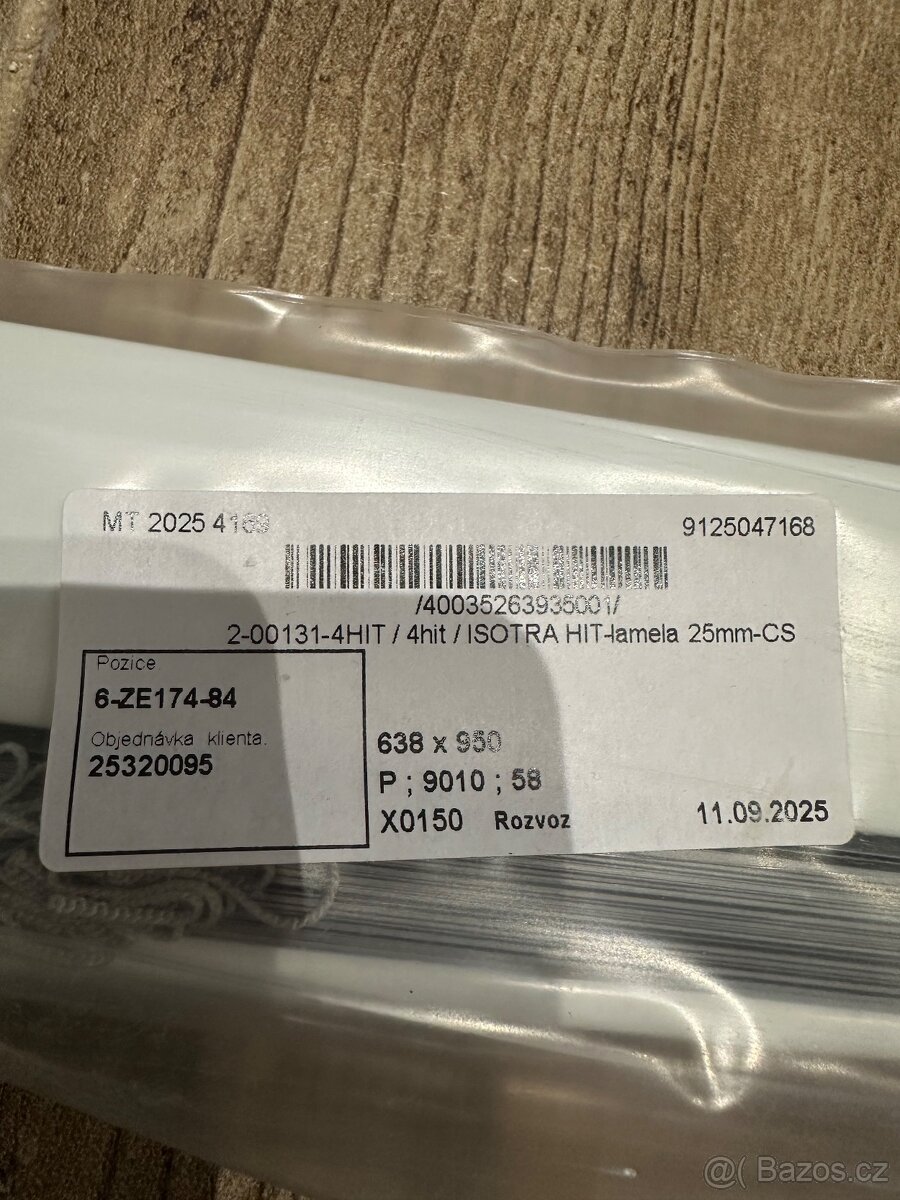 MT 2025 4169
9125047168
/40035263935001/
2-00131-4HIT / 4hit / ISOTRA HIT-lamela 25mm-CS
Pozice
6-ZE174-84
Objednávka klienta.
25320095
638 x 950
P ; 9010 ; 58
X0150 Rozvoz
11.09.2025
@( Bazos.cz